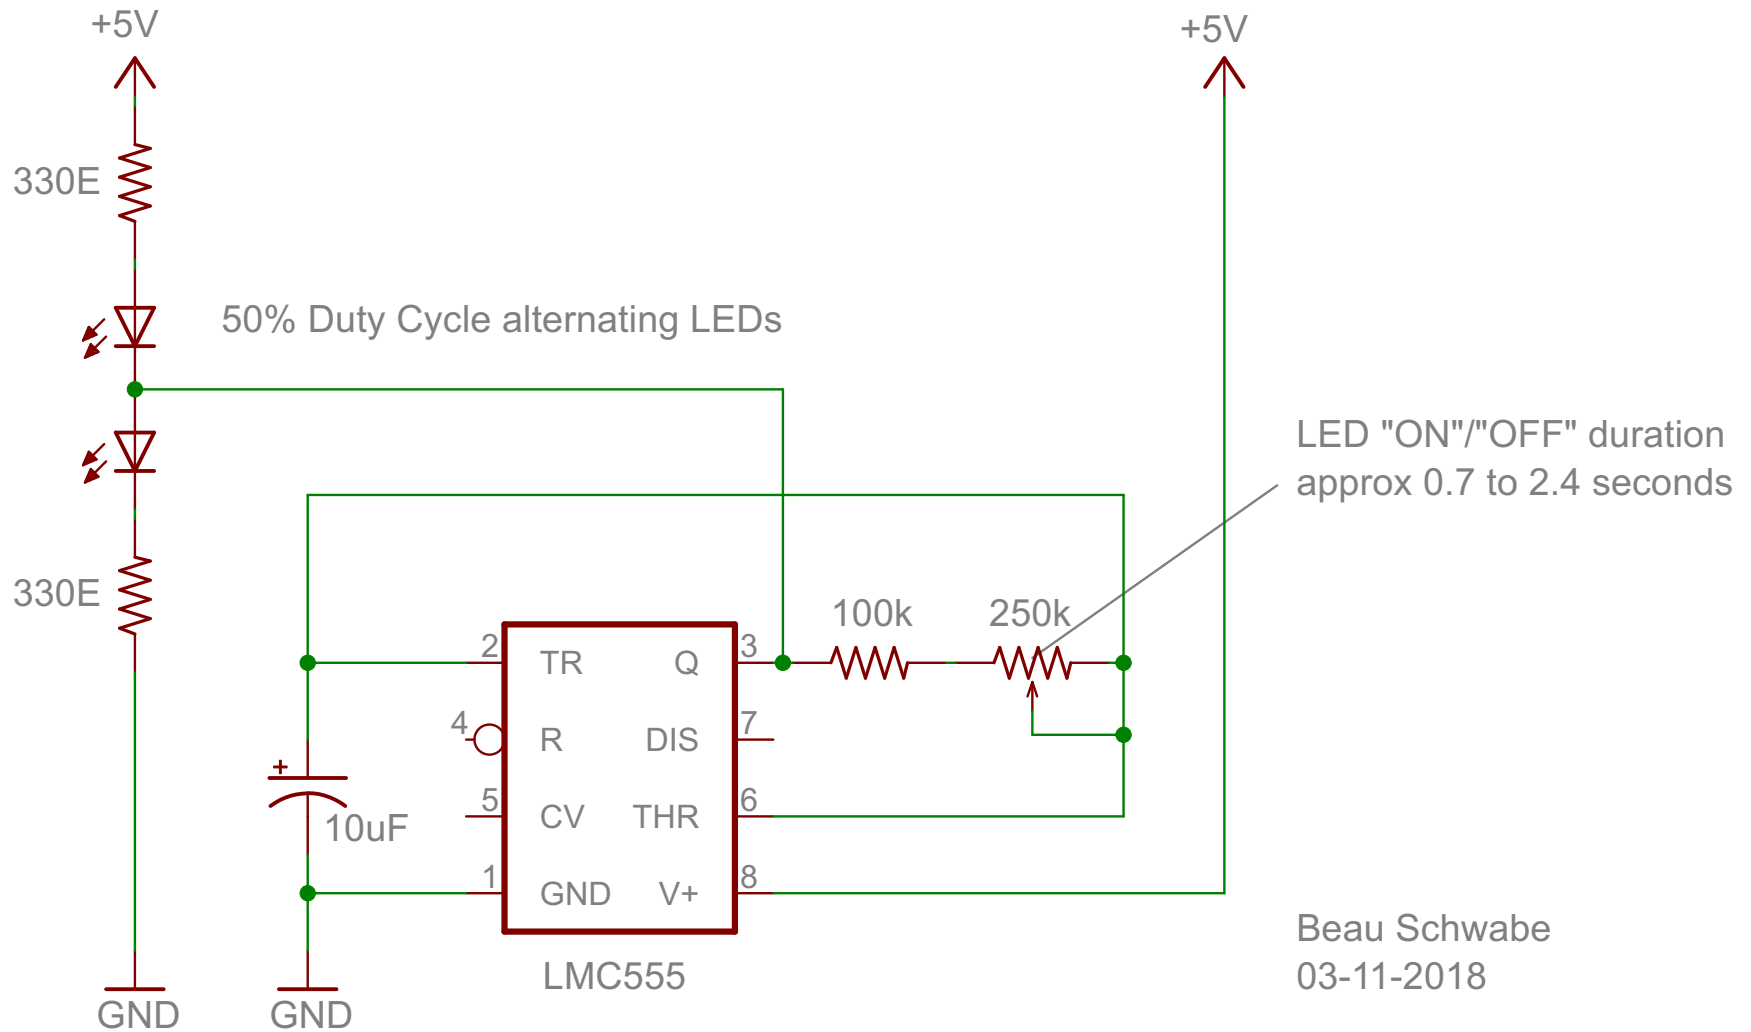 +5V
+5V
330E
50% Duty Cycle alternating LEDs
LED "ON"/"OFF" duration
approx 0.7 to 2.4 seconds
330E
100k
250k
2
TR
Q
3
4
R
DIS
7
+
10uF
5
CV
THR
6
1
GND
V+
8
LMC555
Beau Schwabe
03-11-2018
GND
GND